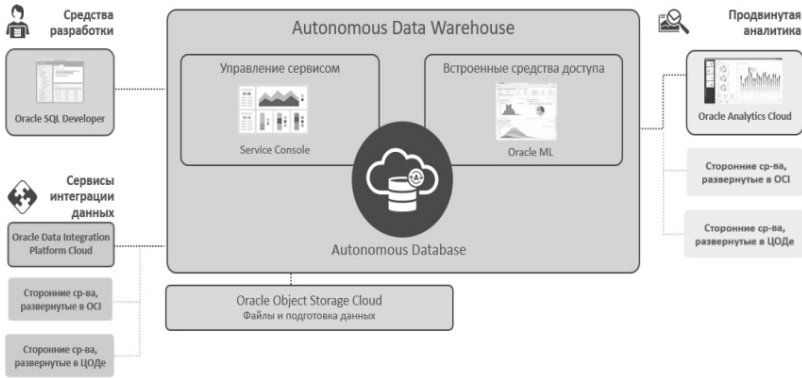 Средства
разработки
Oracle SQL Developer
Сервисы
интеграции
данных
Oracle Data Integration
Platform Cloud
Сторонние ср-ва,
развернутые в OCI
Сторонние ср-ва,
развернутые в ЦОДе
Autonomous Data Warehouse
Управление сервисом
Service Console
Встроенные средства доступа
Oracle ML
Autonomous Database
Oracle Object Storage Cloud
Файлы и подготовка данных
Продвинутая
аналитика
Oracle Analytics Cloud
Сторонние ср-ва,
развернутые в OCI
Сторонние ср-ва,
развернутые в ЦОДе